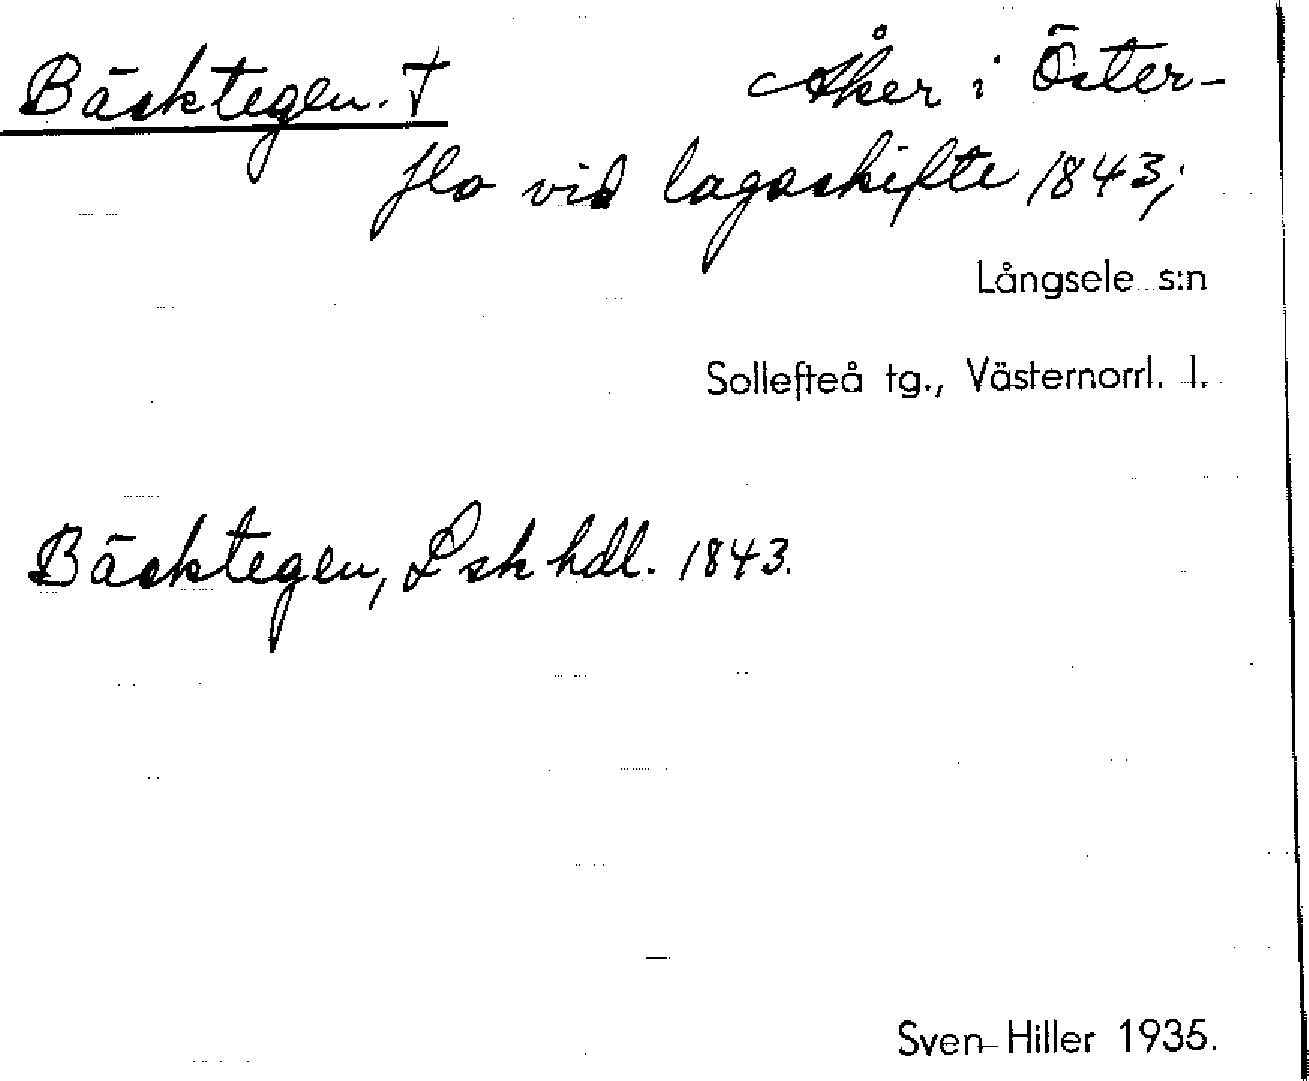 Bäcktegen. † Åker i Öster-
flo vid lagaskifte 1843;
Långsele s:n
Sollefteå tg., Västernorrl. l.
Bäcktegen, Lsk hdl. 1843.
Sven Hiller 1935.